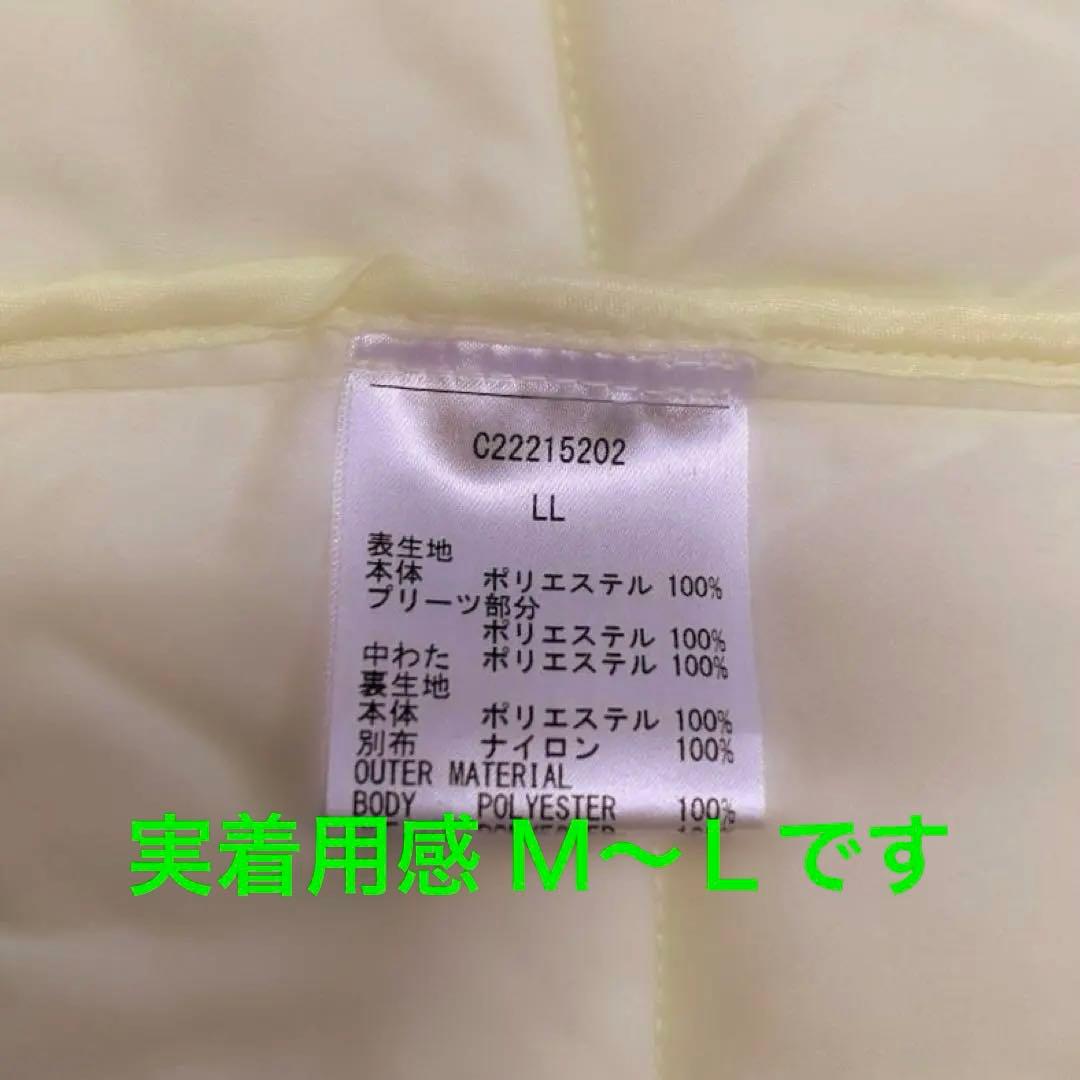 C22215202
LL
表生地
本体 ポリエステル 100%
プリーツ部分
ポリエステル 100%
中わた ポリエステル 100%
裏生地
本体 ポリエステル 100%
別布 ナイロン 100%
OUTER MATERIAL
BODY POLYESTER 100%
実着用感 M〜Lです